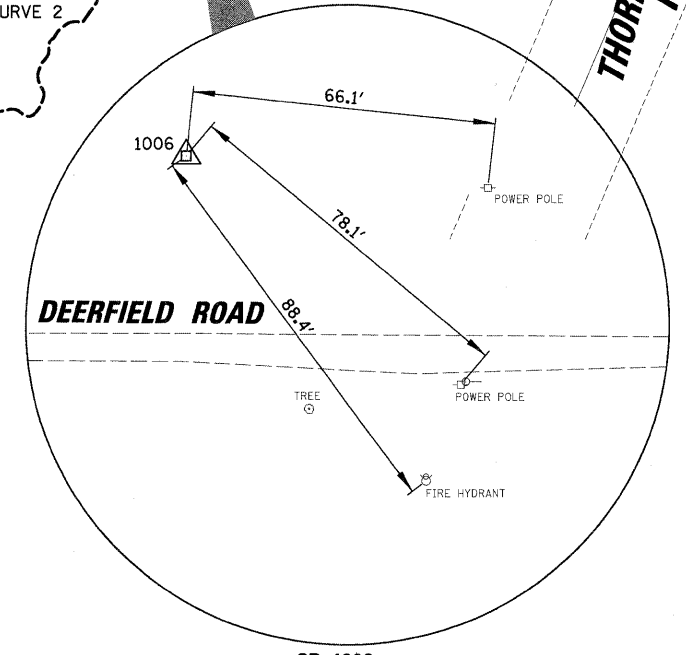 URVE 2
THOR
66.1'
1006
POWER POLE
78.1'
88.4'
DEERFIELD ROAD
TREE
POWER POLE
FIRE HYDRANT